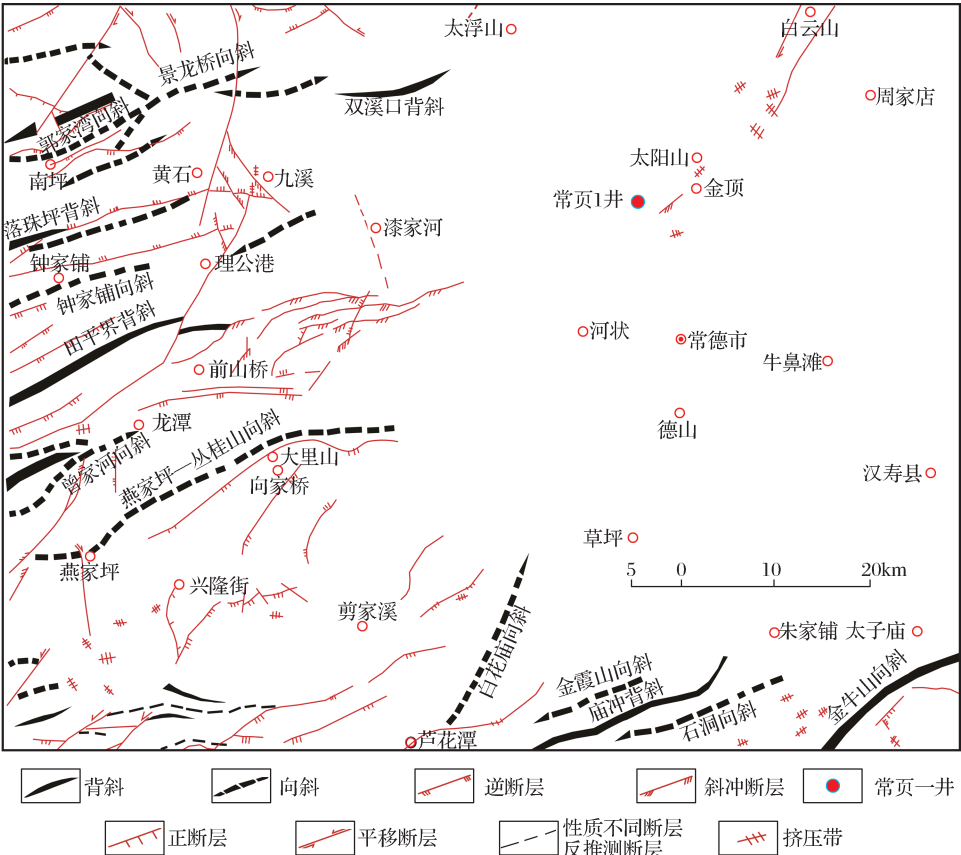 太浮山
白云山
景龙桥向斜
双溪口背斜
周家店
郭家湾向斜
太阳山
南坪
黄石
九溪
金顶
常页1井
落珠坪背斜
漆家河
钟家铺
理公港
钟家铺向斜
田平界背斜
河状
常德市
牛鼻滩
前山桥
龙潭
德山
曾家河向斜
燕家坪—丛桂山向斜
大里山
向家桥
汉寿县
草坪
燕家坪
5 0 10 20km
兴隆街
剪家溪
白花庙向斜
朱家铺 太子庙
金霞山向斜
庙冲背斜
石洞向斜
金牛山向斜
芦花潭
背斜 向斜 逆断层 斜冲断层 常页一井
正断层 平移断层 性质不同断层 挤压带
反推测断层